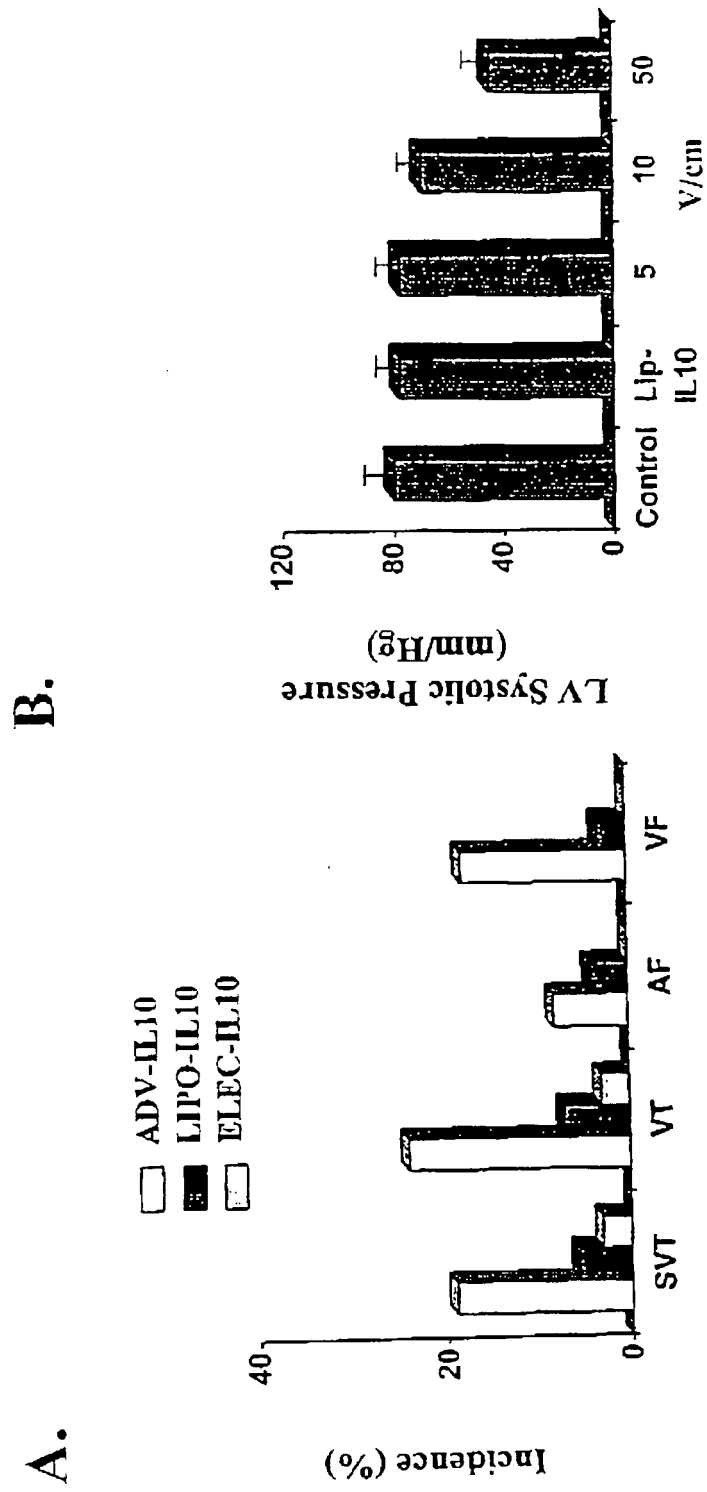 A.
Incidence (%)
40
20
0
ADV-IL10
LIPO-IL10
ELEC-IL10
SVT
VT
AF
VF
B.
LV Systolic Pressure
(mm/Hg)
120
80
40
0
Control
Lip-
IL10
5
10
50
V/cm